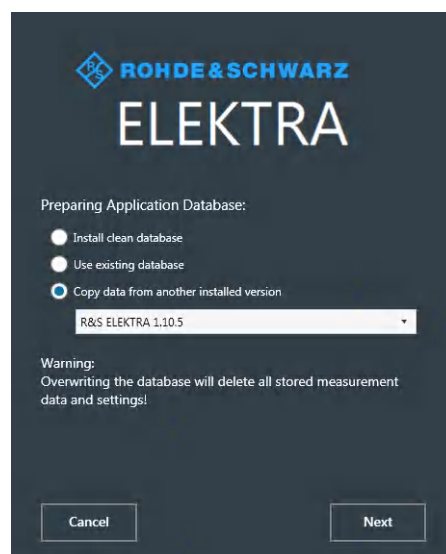 R&S
ROHDE&SCHWARZ
ELEKTRA
Preparing Application Database:
Install clean database
Use existing database
Copy data from another installed version
R&S ELEKTRA 1.10.5
Warning:
Overwriting the database will delete all stored measurement
data and settings!
Cancel
Next